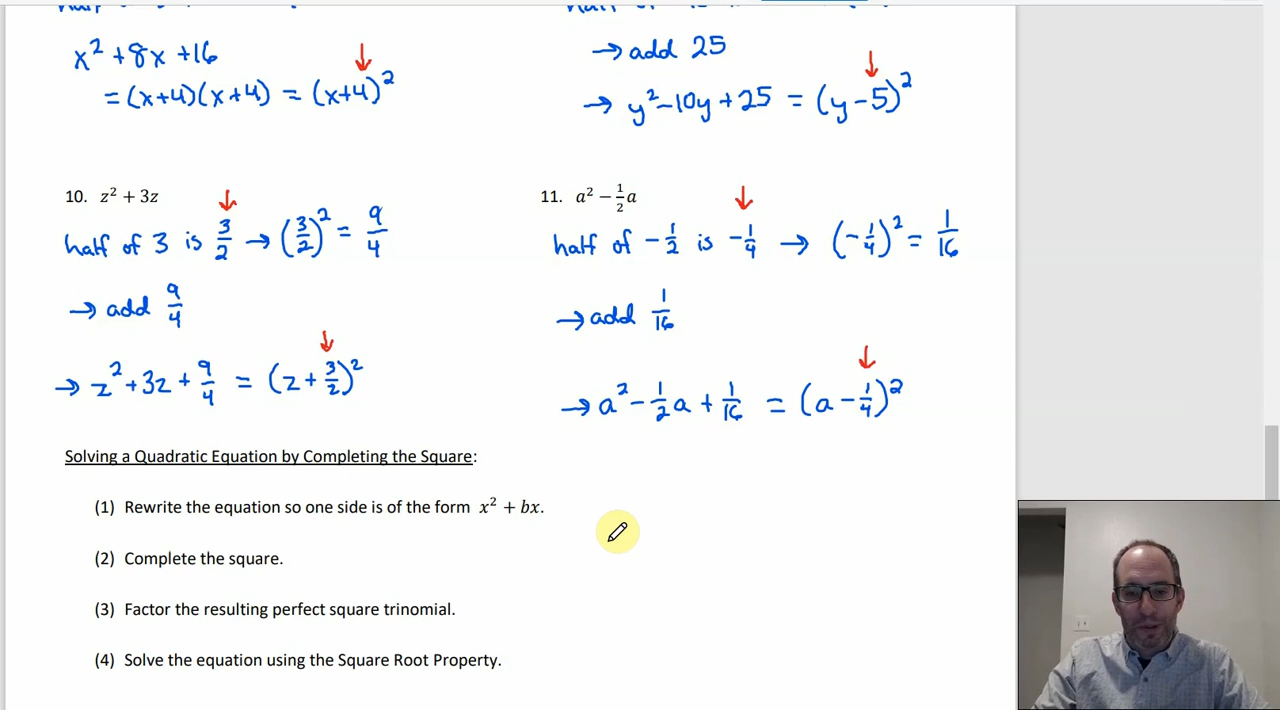 x² + 8x + 16
= (x+4)(x+4) = (x+4)²
→ add 25
→ y² - 10y + 25 = (y - 5)²
10. z² + 3z
half of 3 is 3/2 → (3/2)² = 9/4
→ add 9/4
→ z² + 3z + 9/4 = (z + 3/2)²
11. a² − 1/2 a
half of - 1/2 is - 1/4 → (- 1/4)² = 1/16
→ add 1/16
→ a² - 1/2 a + 1/16 = (a - 1/4)²
Solving a Quadratic Equation by Completing the Square:
(1) Rewrite the equation so one side is of the form x² + bx.
(2) Complete the square.
(3) Factor the resulting perfect square trinomial.
(4) Solve the equation using the Square Root Property.